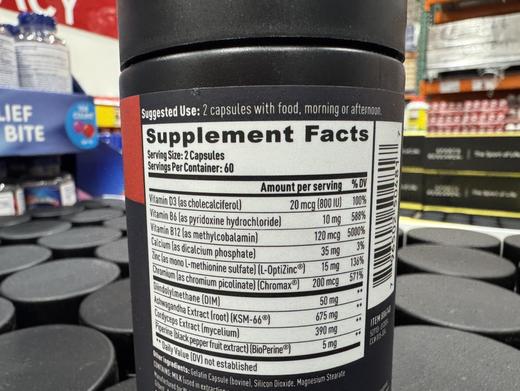 ACY
LIEF
BITE
Suggested Use: 2 capsules with food, morning or afternoon.
Supplement Facts
Serving Size: 2 Capsules
Servings Per Container: 60
Amount per serving % DV
Vitamin D3 (as cholecalciferol) 20 mcg (800 IU) 100%
Vitamin B6 (as pyridoxine hydrochloride) 10 mg 588%
Vitamin B12 (as methylcobalamin) 120 mcg 5000%
Calcium (as dicalcium phosphate) 35 mg 3%
Zinc (as mono L-methionine sulfate) (L-OptiZinc®) 15 mg 136%
Chromium (as chromium picolinate) (Chromax®) 200 mcg 571%
Diindolylmethane (DIM) 50 mg **
Ashwagandha Extract (root) (KSM-66®) 675 mg **
Cordyceps Extract (mycelium) 390 mg **
Piperine (black pepper fruit extract) (BioPerine®) 5 mg **
** Daily Value (DV) not established
Other Ingredients: Gelatin Capsule (bovine), Silicon Dioxide, Magnesium Stearate